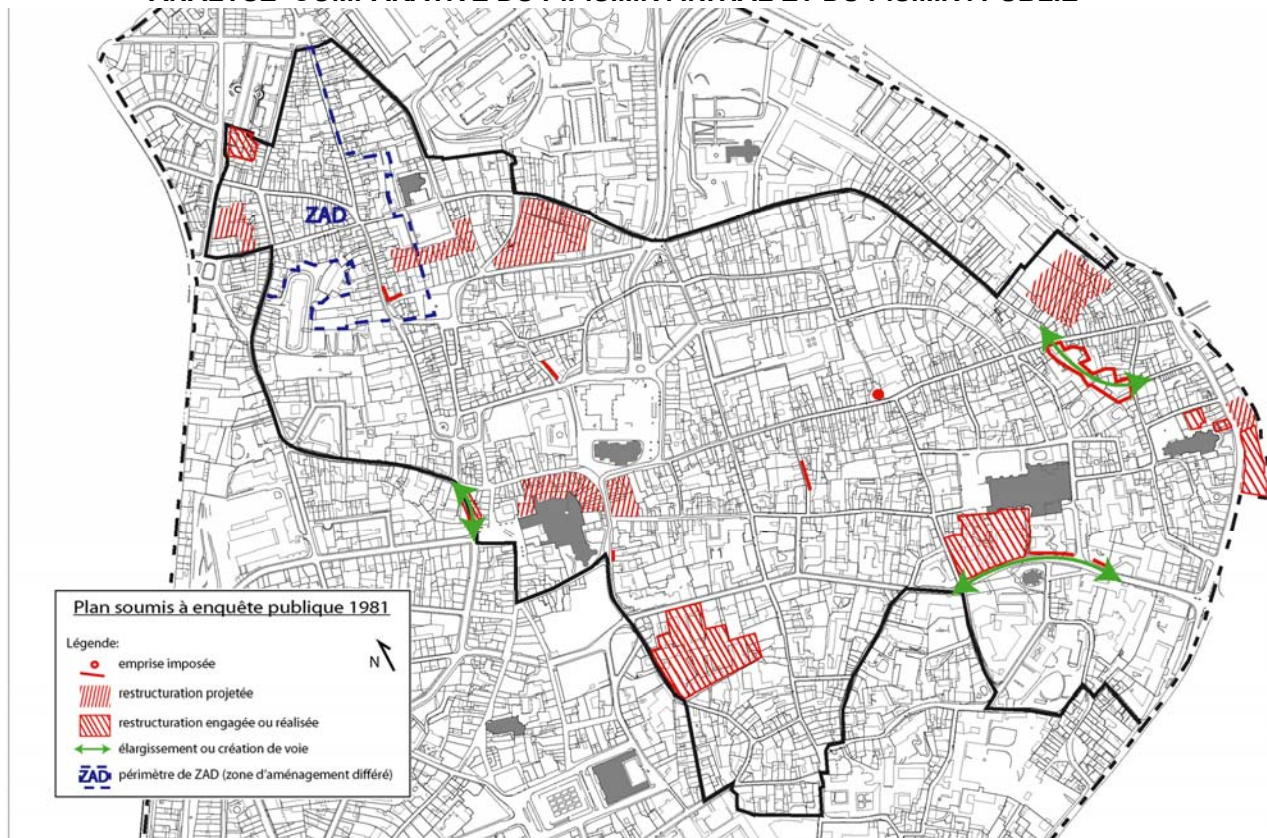 ZAD
Plan soumis à enquête publique 1981
Légende:
N
emprise imposée
restructuration projetée
restructuration engagée ou réalisée
élargissement ou création de voie
ZAD périmètre de ZAD (zone d'aménagement différé)